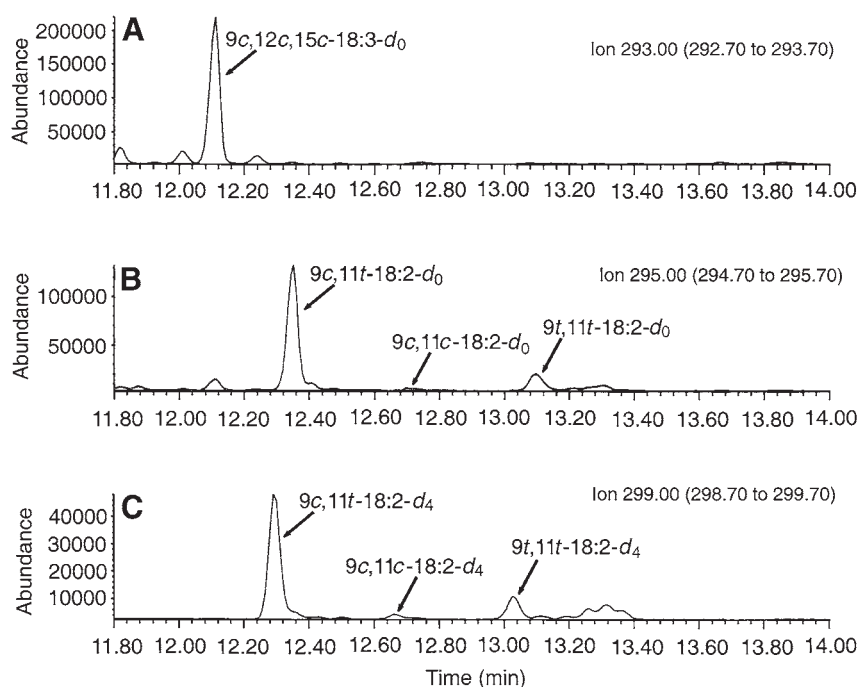 A
9c,12c,15c-18:3-d0
Ion 293.00 (292.70 to 293.70)
Abundance
200000
150000
100000
50000
11.80 12.00 12.20 12.40 12.60 12.80 13.00 13.20 13.40 13.60 13.80 14.00
B
9c,11t-18:2-d0
Ion 295.00 (294.70 to 295.70)
9c,11c-18:2-d0
9t,11t-18:2-d0
Abundance
100000
50000
11.80 12.00 12.20 12.40 12.60 12.80 13.00 13.20 13.40 13.60 13.80 14.00
C
9c,11t-18:2-d4
Ion 299.00 (298.70 to 299.70)
9c,11c-18:2-d4
9t,11t-18:2-d4
Abundance
40000
30000
20000
10000
11.80 12.00 12.20 12.40 12.60 12.80 13.00 13.20 13.40 13.60 13.80 14.00
Time (min)